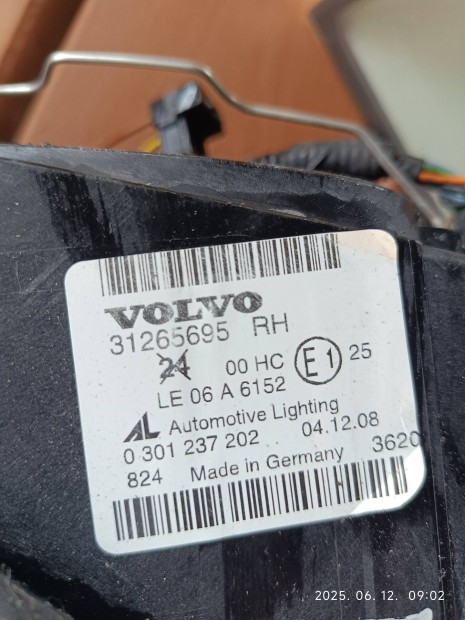 VOLVO
31265695 RH
24 00 HC E1 25
LE 06 A 6152
AL Automotive Lighting
0 301 237 202 04.12.08
824 Made in Germany 3620
2025. 06. 12. 09:02